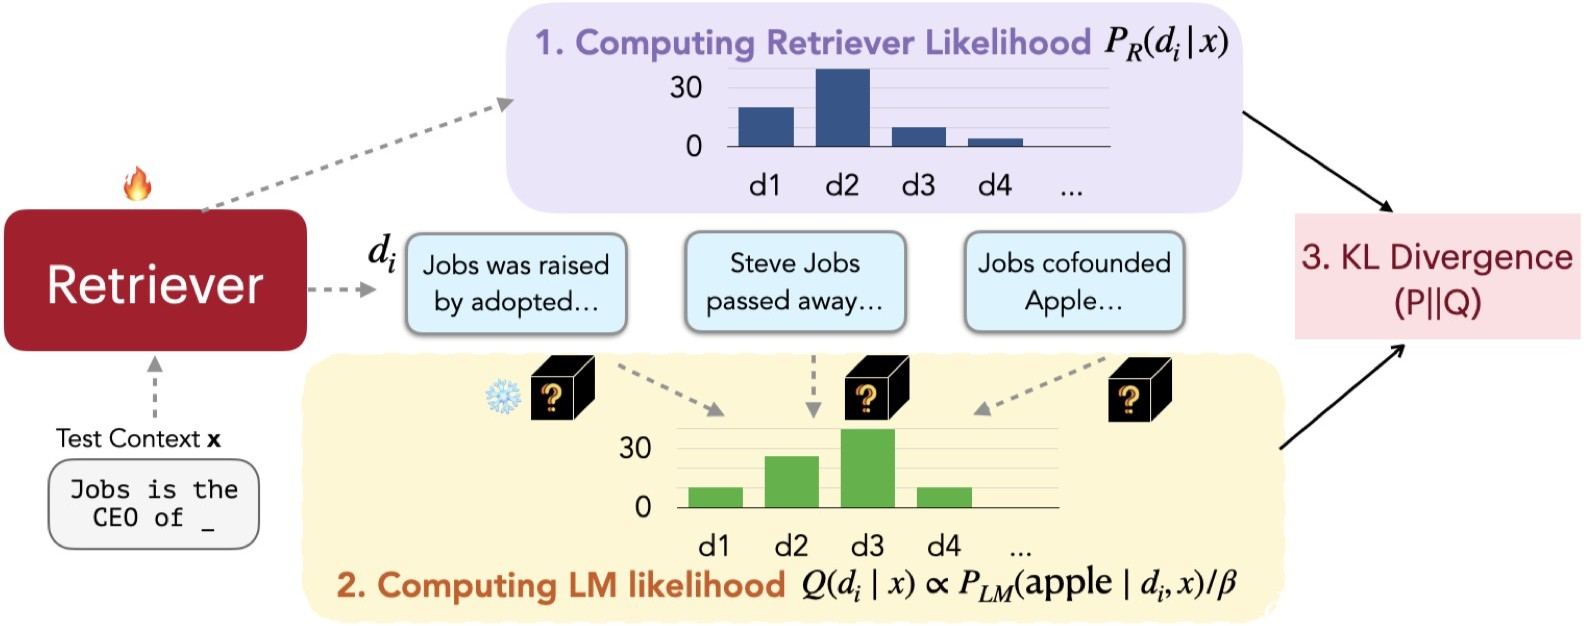 1. Computing Retriever Likelihood P_R(d_i|x)
30
0
d1 d2 d3 d4 ...
Retriever
d_i
Jobs was raised
by adopted...
Steve Jobs
passed away...
Jobs cofounded
Apple...
3. KL Divergence
(P||Q)
?
?
?
Test Context x
Jobs is the
CEO of _
30
0
d1 d2 d3 d4 ...
2. Computing LM likelihood Q(d_i | x) ∝ P_LM(apple | d_i, x)/β